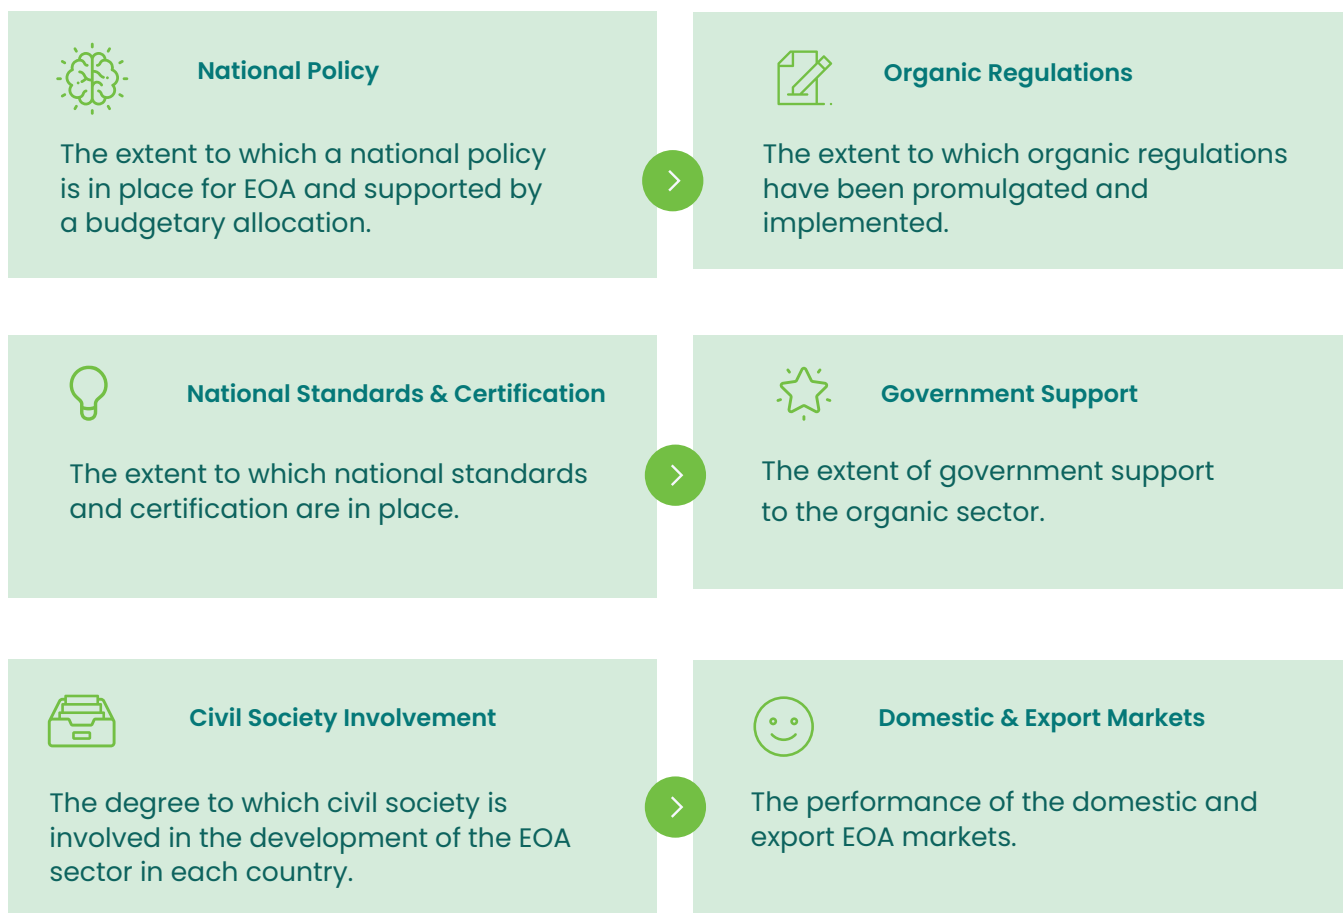 National Policy
The extent to which a national policy
is in place for EOA and supported by
a budgetary allocation.
Organic Regulations
The extent to which organic regulations
have been promulgated and
implemented.
National Standards & Certification
The extent to which national standards
and certification are in place.
Government Support
The extent of government support
to the organic sector.
Civil Society Involvement
The degree to which civil society is
involved in the development of the EOA
sector in each country.
Domestic & Export Markets
The performance of the domestic and
export EOA markets.